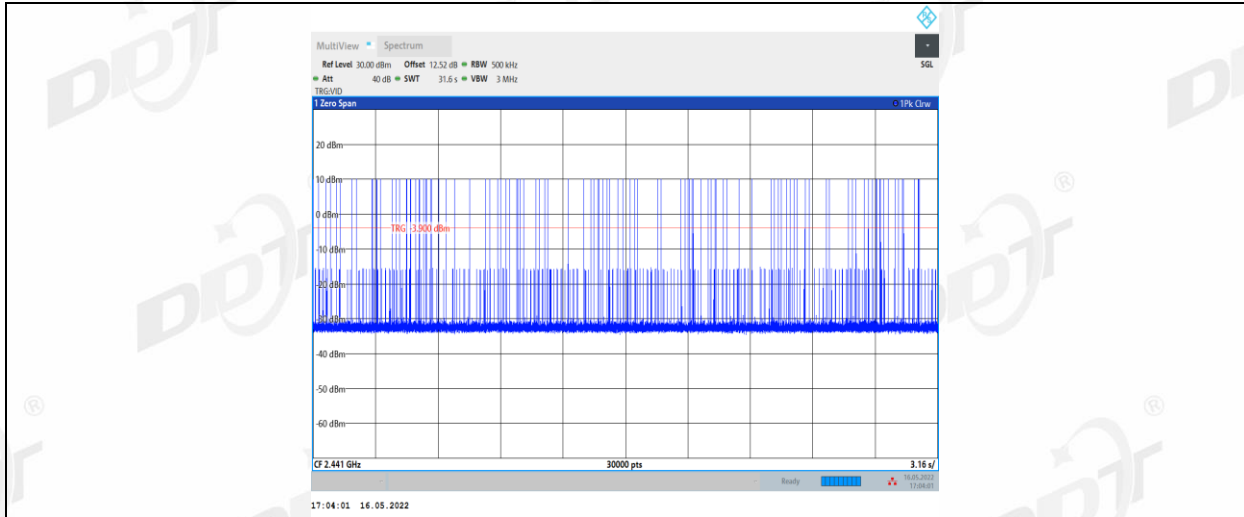 MultiView Spectrum
Ref Level 30.00 dBm Offset 12.52 dB RBW 500 kHz
SGL
Att 40 dB SWT 31.6 s VBW 3 MHz
TRG:VID
1 Zero Span 1Pk Clrw
20 dBm
10 dBm
0 dBm
TRG -3.900 dBm
-10 dBm
-20 dBm
-30 dBm
-40 dBm
-50 dBm
-60 dBm
CF 2.441 GHz 30000 pts 3.16 s/
Ready 16.05.2022
17:04:01
17:04:01 16.05.2022
DDT ®